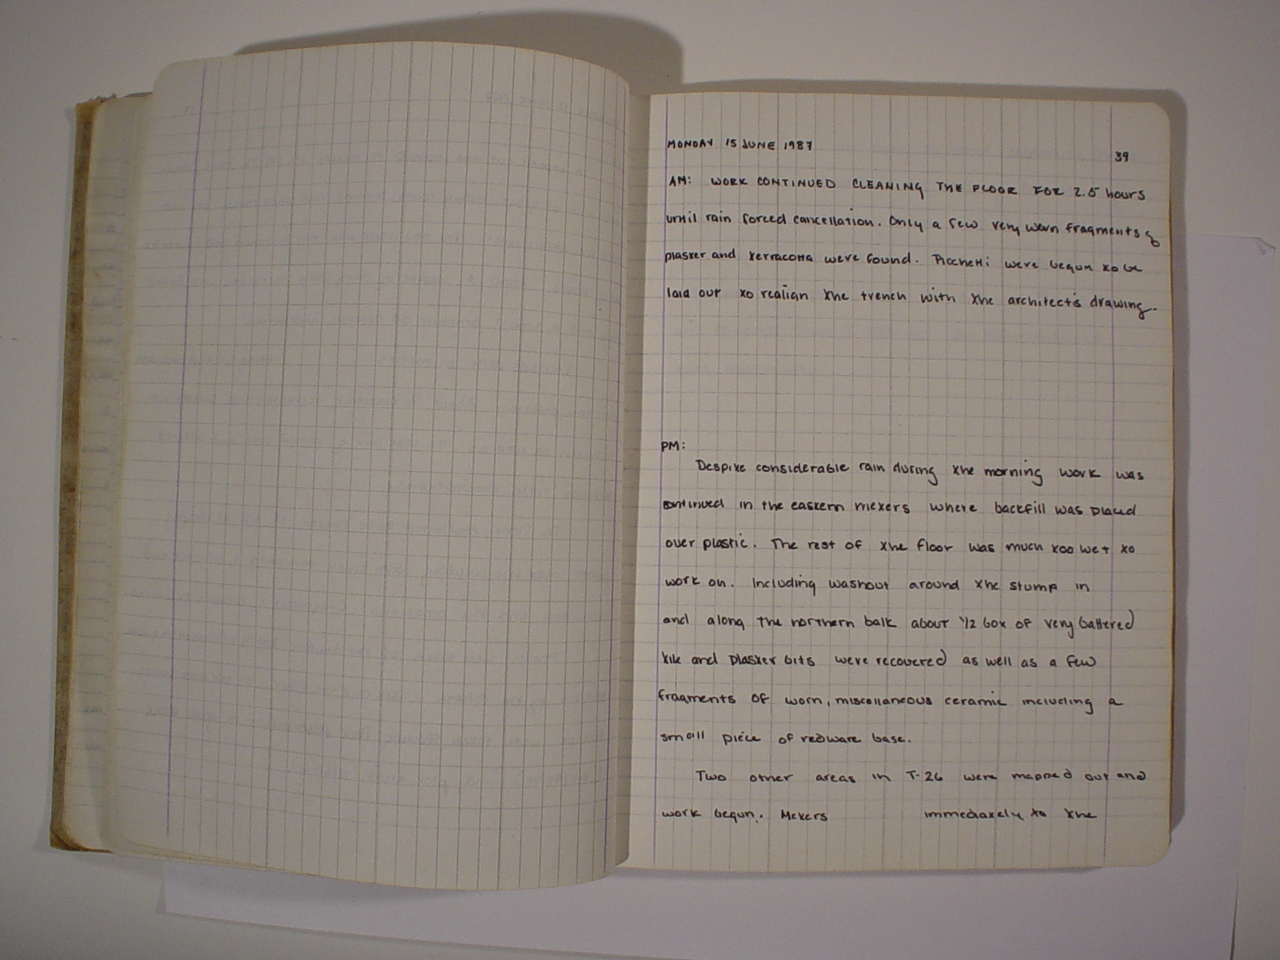 MONDAY 15 JUNE 1987
39
AM: WORK CONTINUED CLEANING THE FLOOR FOR 2.5 hours
until rain forced cancellation. Only a few very worn fragments of
plaster and terracotta were found. Picchetti were begun to be
laid out to realign the trench with the architect's drawing.
PM:
Despite considerable rain during the morning work was
continued in the eastern meters where backfill was placed
over plastic. The rest of the floor was much too wet to
work on. Including washout around the stump in
and along the northern balk about 1/2 box of very battered
tile and plaster bits were recovered as well as a few
fragments of worn, miscellaneous ceramic including a
small piece of redware base.
Two other areas in T-26 were mapped out and
work begun. Meters immediately to the